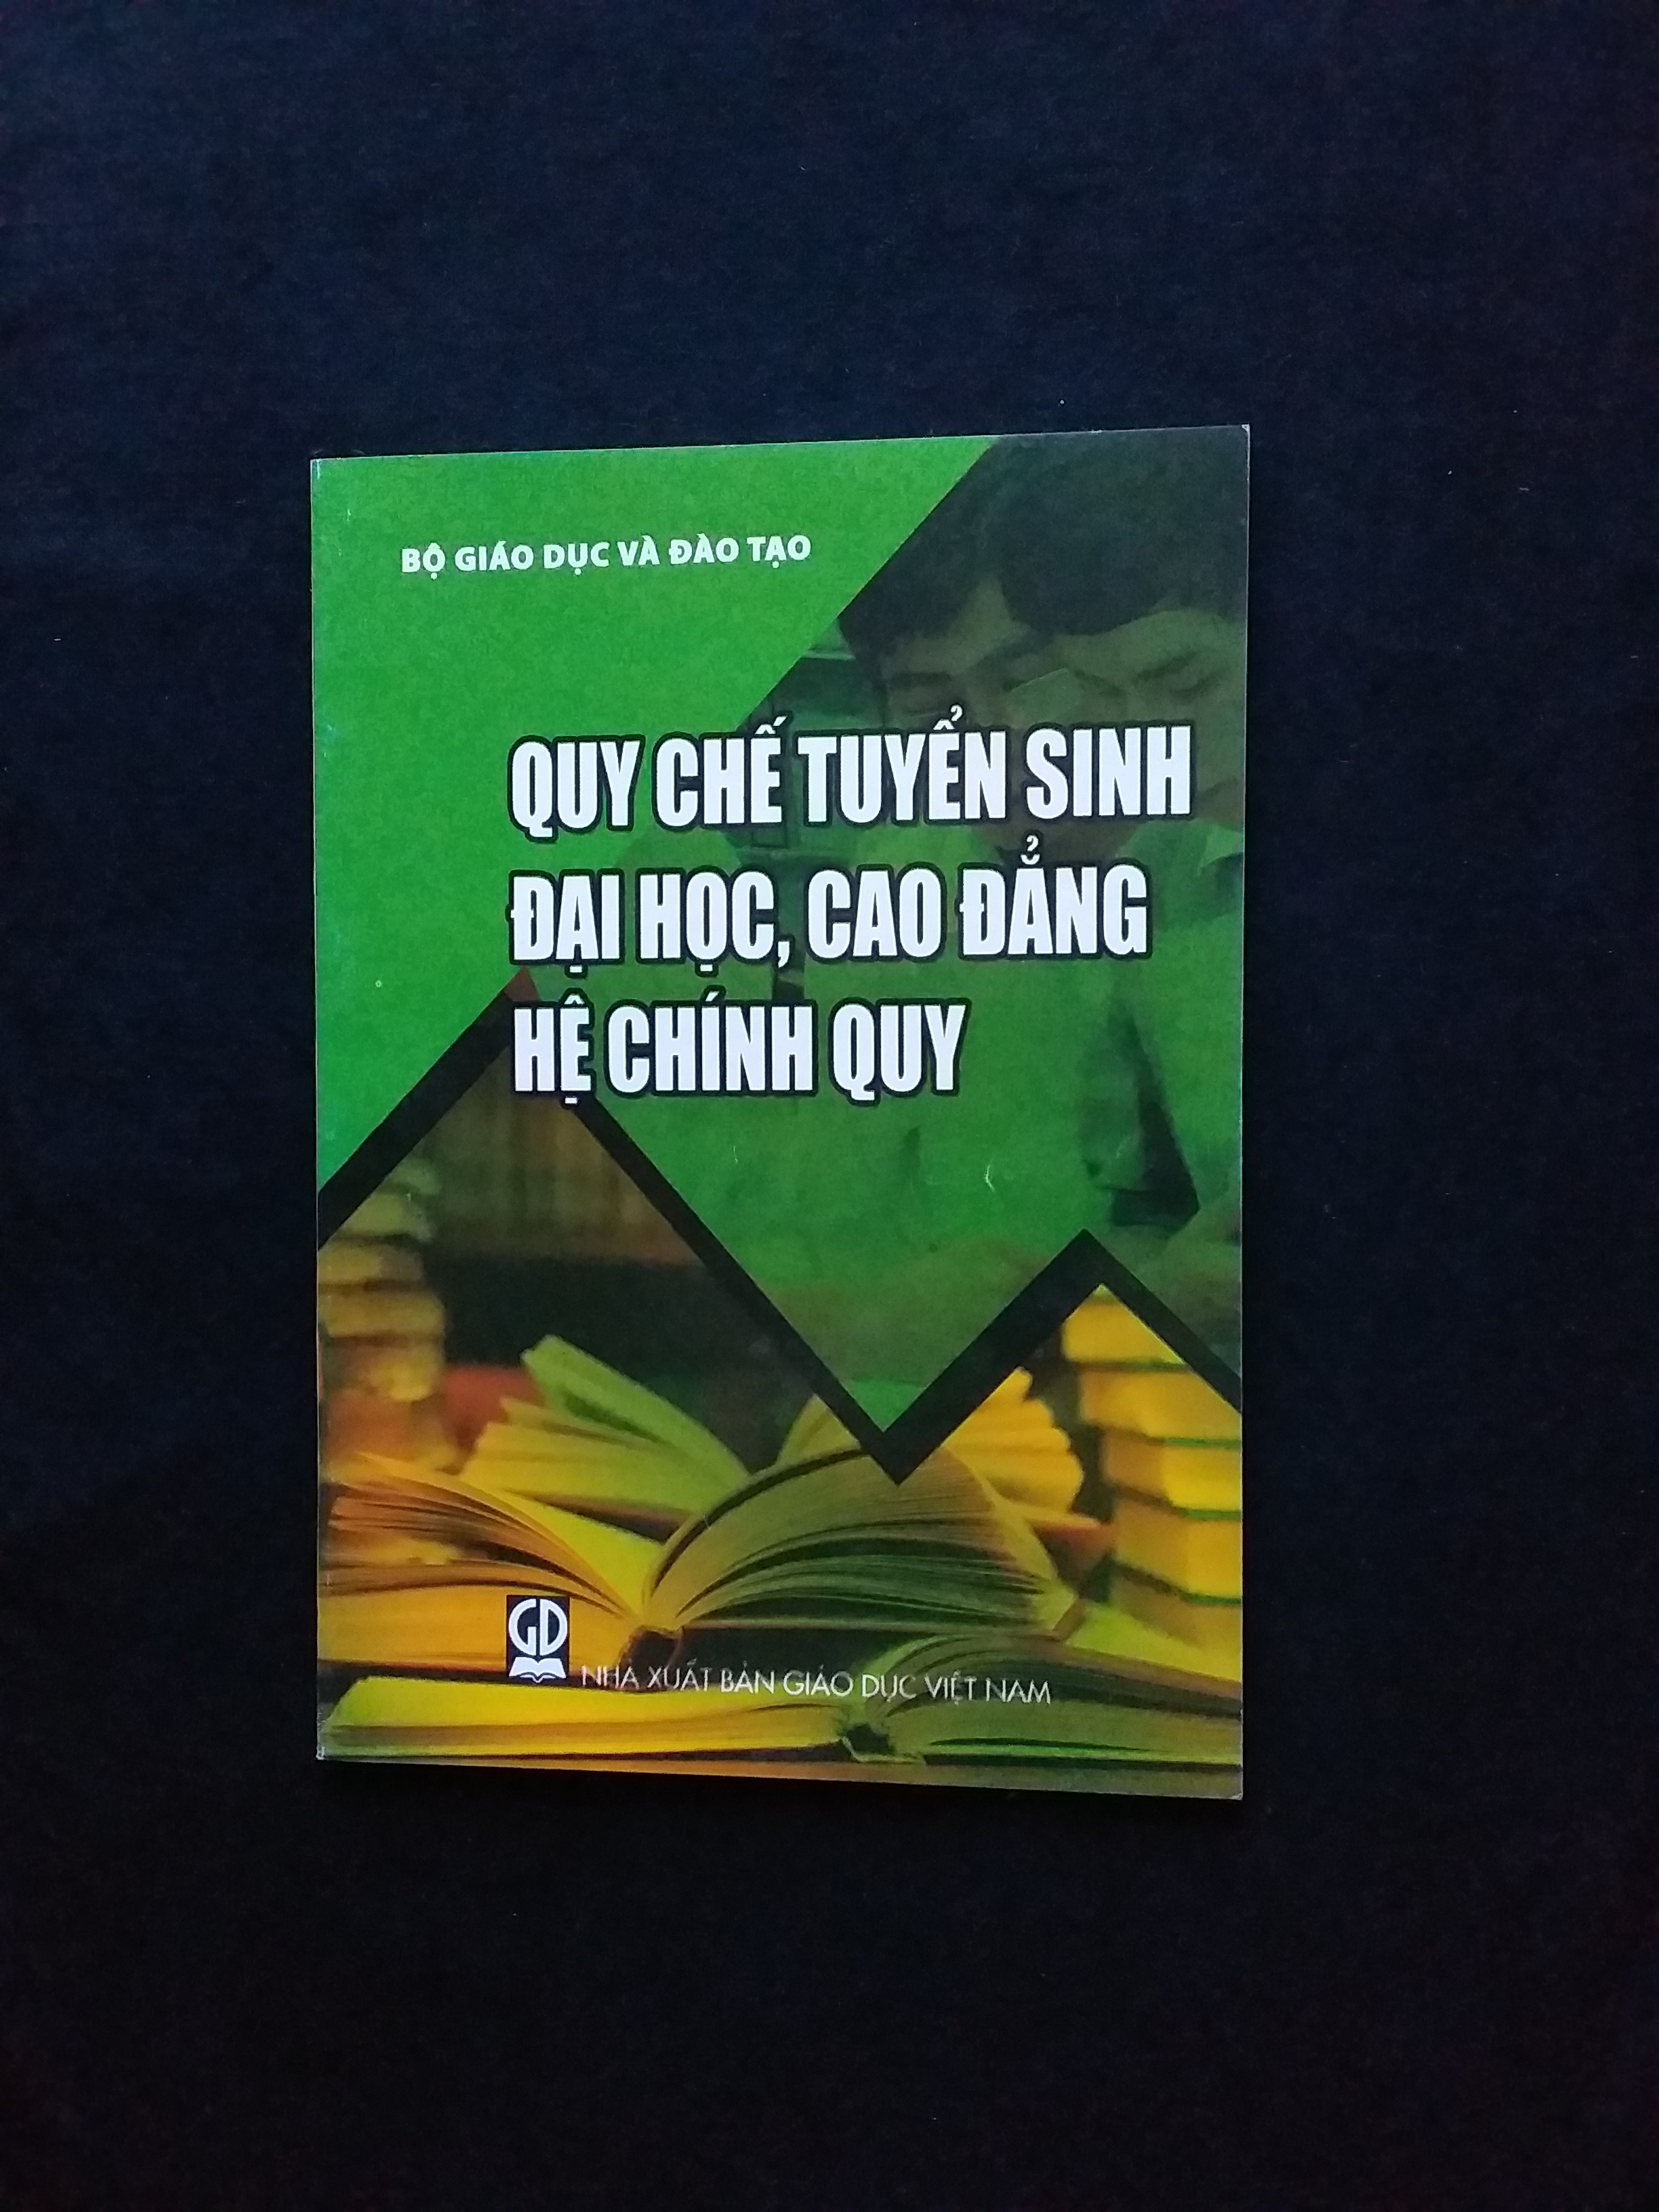 BỘ GIÁO DỤC VÀ ĐÀO TẠO
QUY CHẾ TUYỂN SINH
ĐẠI HỌC, CAO ĐẲNG
HỆ CHÍNH QUY
GD
NHÀ XUẤT BẢN GIÁO DỤC VIỆT NAM